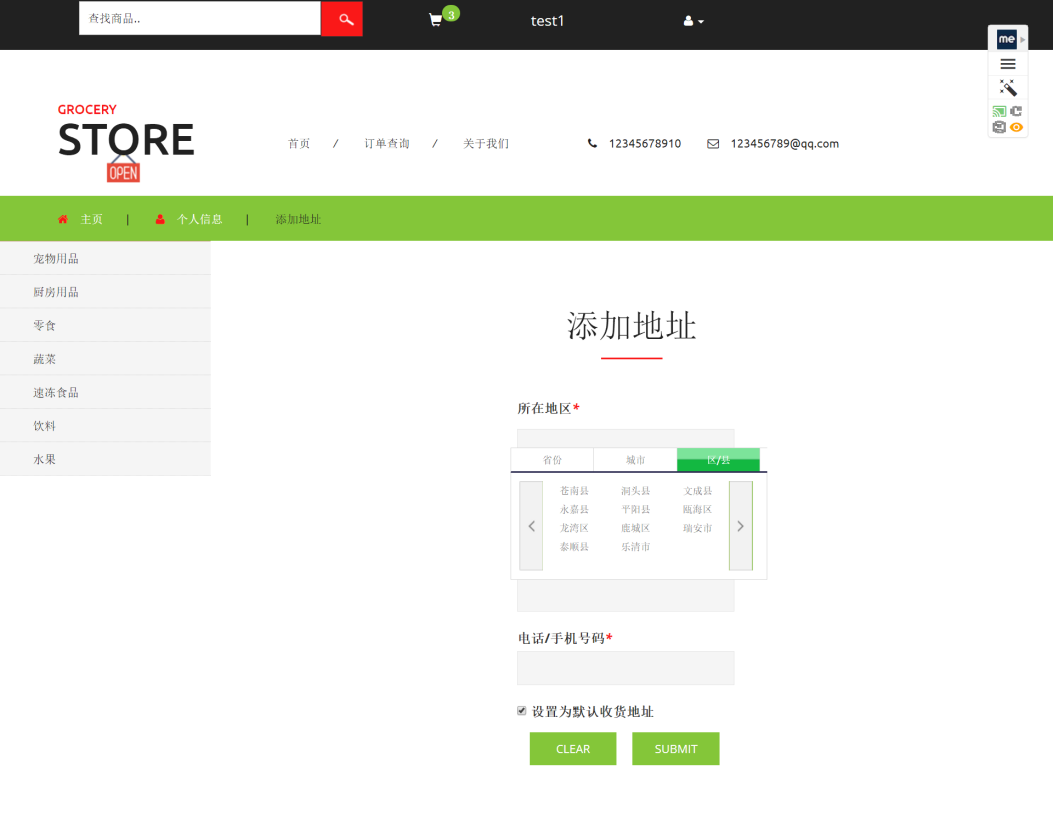 查找商品..
3
test1
me
GROCERY
STORE
OPEN
首页 / 订单查询 / 关于我们
12345678910
123456789@qq.com
主页 | 个人信息 | 添加地址
宠物用品
厨房用品
零食
蔬菜
速冻食品
饮料
水果
添加地址
所在地区*
省份 城市 区/县
苍南县 洞头县 文成县
永嘉县 平阳县 瓯海区
龙湾区 鹿城区 瑞安市
泰顺县 乐清市
电话/手机号码*
设置为默认收货地址
CLEAR SUBMIT